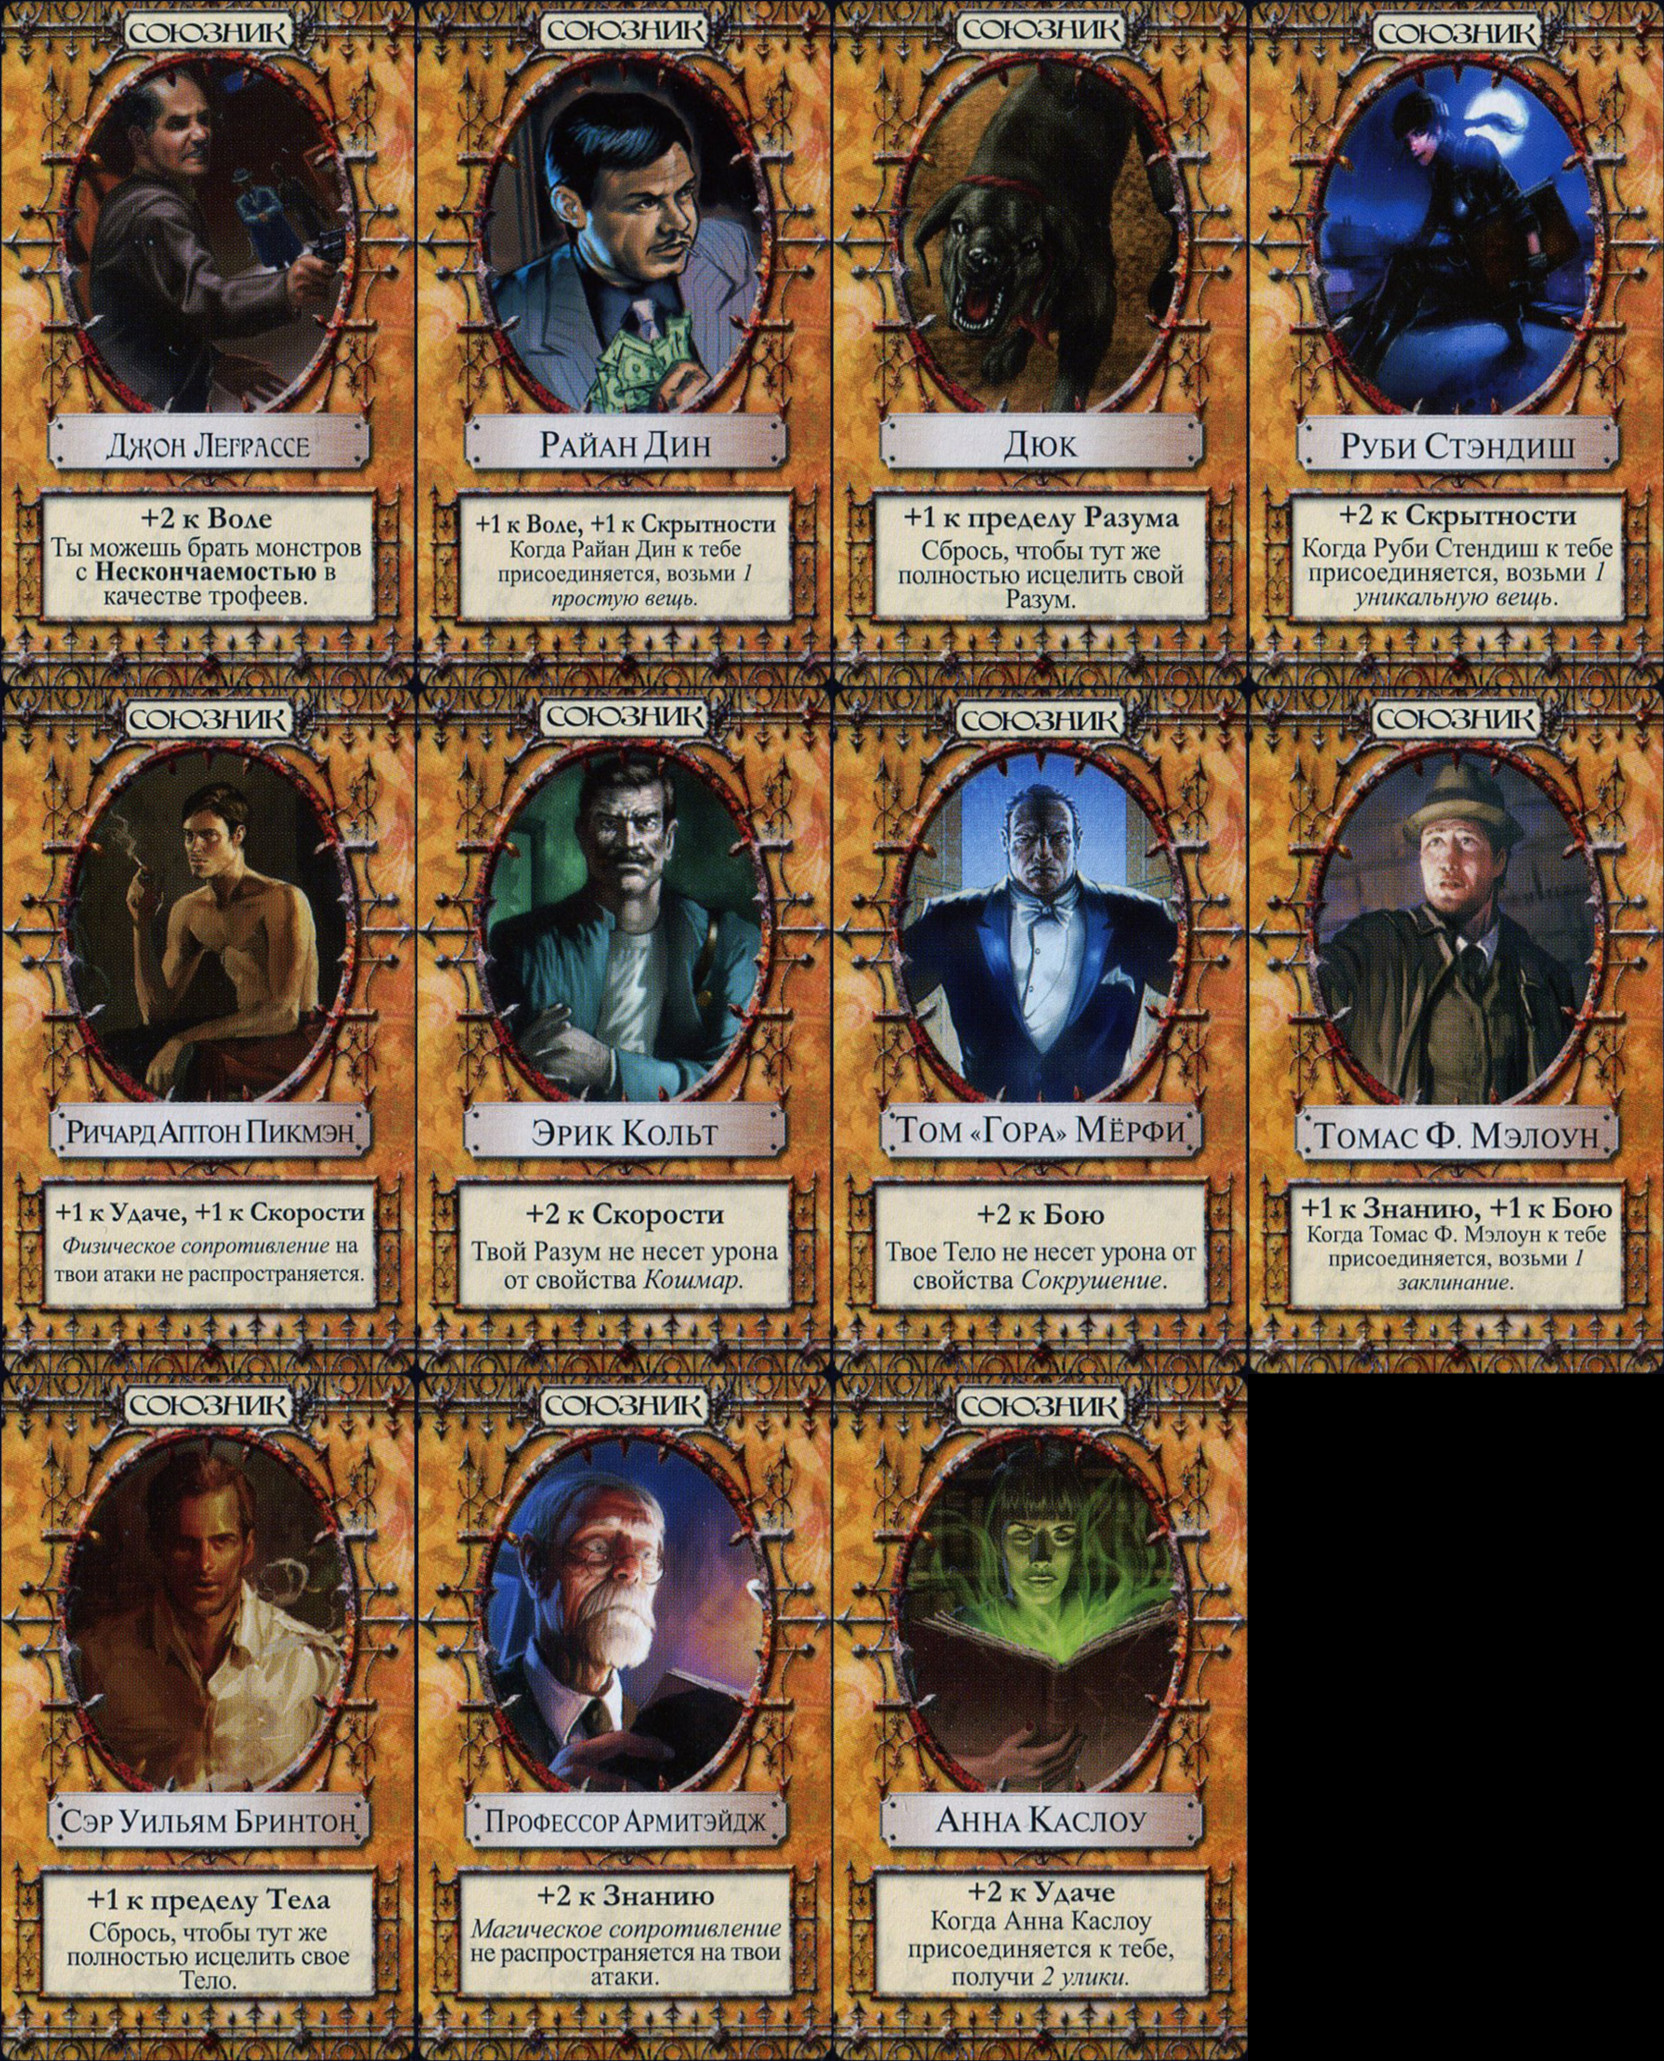 СОЮЗНИК
ДЖОН ЛЕГРАССЕ
+2 к Воле
Ты можешь брать монстров
с Нескончаемостью в
качестве трофеев.
СОЮЗНИК
РАЙАН ДИН
+1 к Воле, +1 к Скрытности
Когда Райан Дин к тебе
присоединяется, возьми 1
простую вещь.
СОЮЗНИК
ДЮК
+1 к пределу Разума
Сбрось, чтобы тут же
полностью исцелить свой
Разум.
СОЮЗНИК
РУБИ СТЭНДИШ
+2 к Скрытности
Когда Руби Стендиш к тебе
присоединяется, возьми 1
уникальную вещь.
СОЮЗНИК
РИЧАРД АПТОН ПИКМЭН
+1 к Удаче, +1 к Скорости
Физическое сопротивление на
твои атаки не распространяется.
СОЮЗНИК
ЭРИК КОЛЬТ
+2 к Скорости
Твой Разум не несет урона
от свойства Кошмар.
СОЮЗНИК
ТОМ «ГОРА» МЁРФИ
+2 к Бою
Твое Тело не несет урона от
свойства Сокрушение.
СОЮЗНИК
ТОМАС Ф. МЭЛОУН
+1 к Знанию, +1 к Бою
Когда Томас Ф. Мэлоун к тебе
присоединяется, возьми 1
заклинание.
СОЮЗНИК
СЭР УИЛЬЯМ БРИНТОН
+1 к пределу Тела
Сбрось, чтобы тут же
полностью исцелить свое
Тело.
СОЮЗНИК
ПРОФЕССОР АРМИТЭЙДЖ
+2 к Знанию
Магическое сопротивление
не распространяется на твои
атаки.
СОЮЗНИК
АННА КАСЛОУ
+2 к Удаче
Когда Анна Каслоу
присоединяется к тебе,
получи 2 улики.